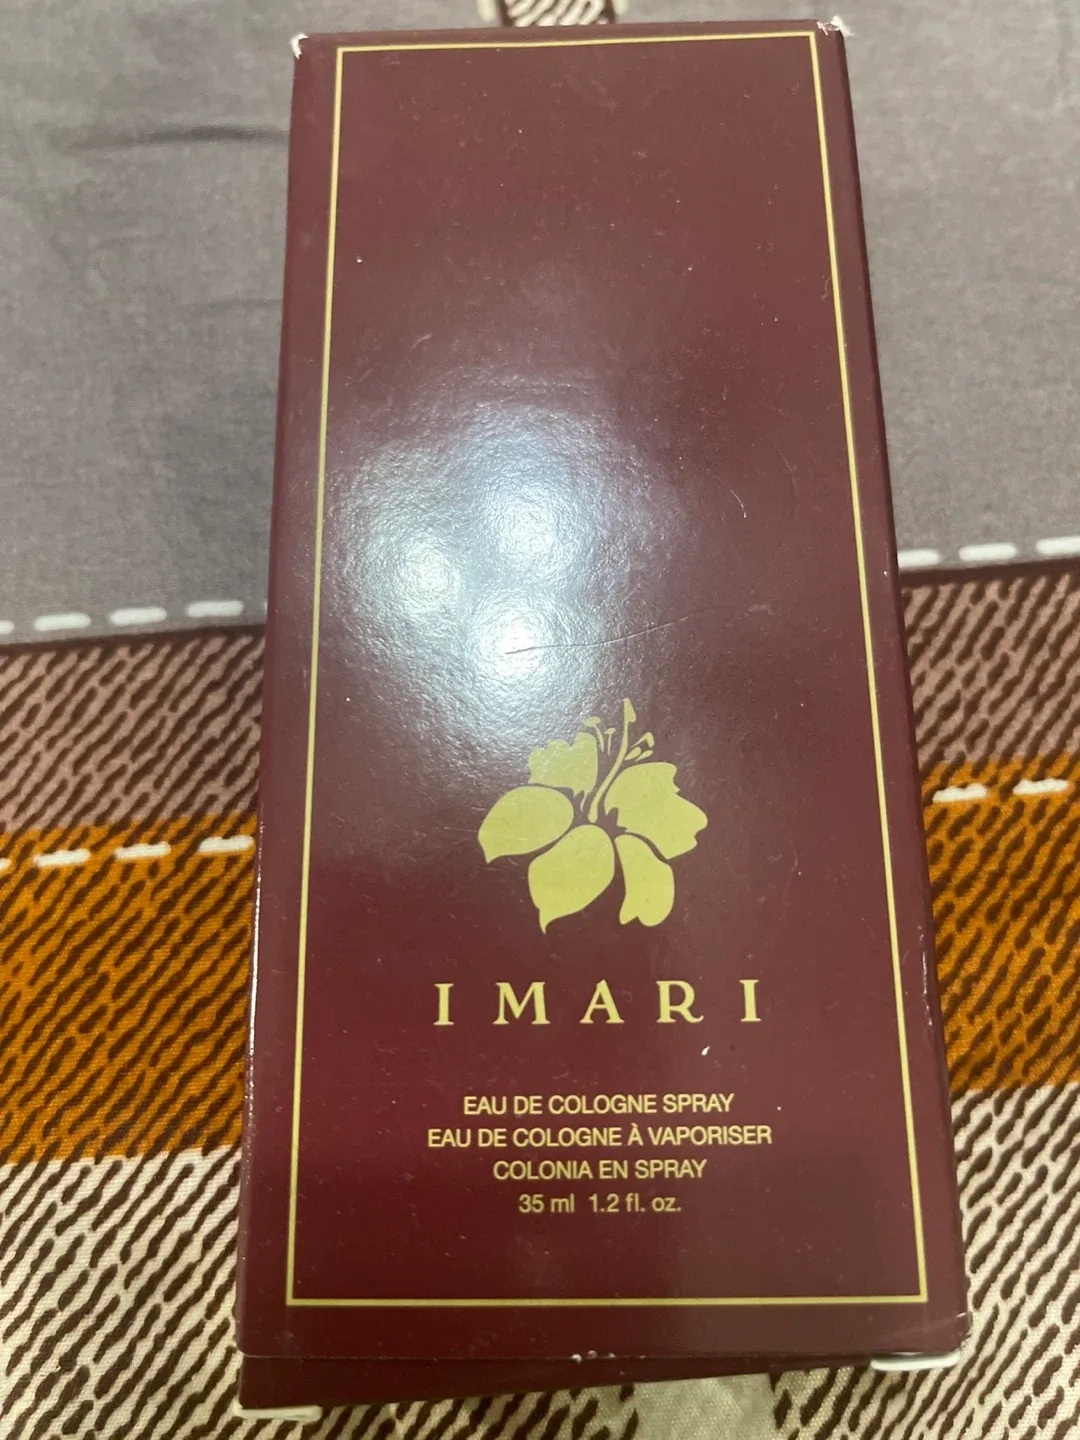 IMARI
EAU DE COLOGNE SPRAY
EAU DE COLOGNE À VAPORISER
COLONIA EN SPRAY
35 ml 1.2 fl. oz.